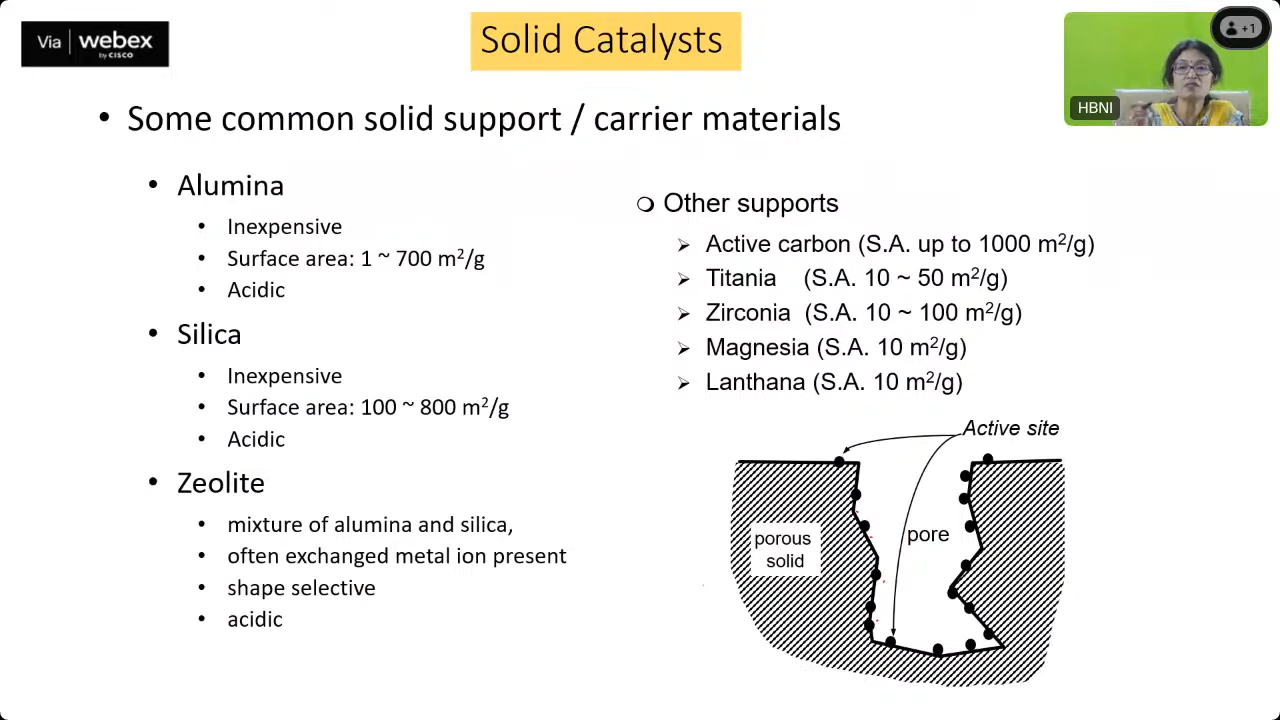 Via webex
by CISCO
Solid Catalysts
+1
HBNI
• Some common solid support / carrier materials
• Alumina
• Inexpensive
• Surface area: 1 ~ 700 m²/g
• Acidic
• Silica
• Inexpensive
• Surface area: 100 ~ 800 m²/g
• Acidic
• Zeolite
• mixture of alumina and silica,
• often exchanged metal ion present
• shape selective
• acidic
❍ Other supports
➢ Active carbon (S.A. up to 1000 m²/g)
➢ Titania (S.A. 10 ~ 50 m²/g)
➢ Zirconia (S.A. 10 ~ 100 m²/g)
➢ Magnesia (S.A. 10 m²/g)
➢ Lanthana (S.A. 10 m²/g)
Active site
porous
solid
pore